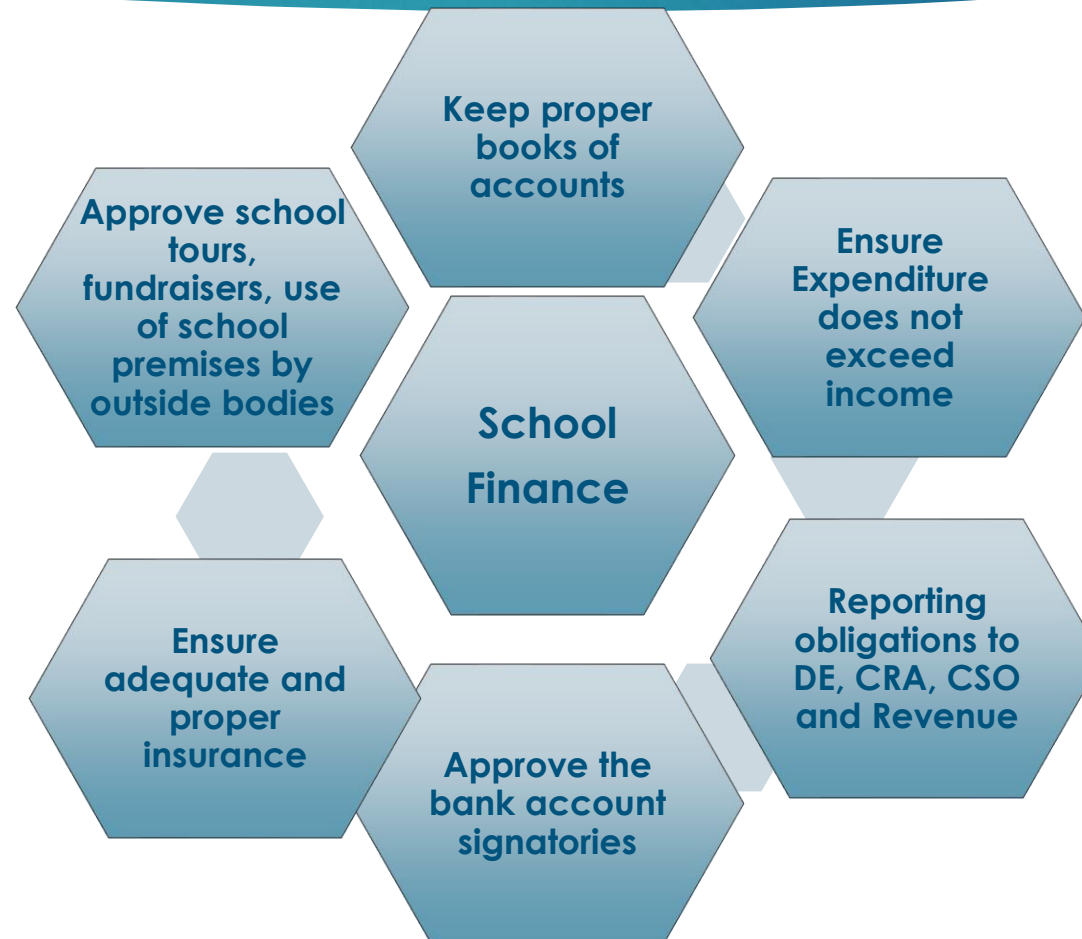 Keep proper
books of
accounts
Approve school
tours,
fundraisers, use
of school
premises by
outside bodies
Ensure
Expenditure
does not
exceed
income
School
Finance
Reporting
obligations to
DE, CRA, CSO
and Revenue
Ensure
adequate and
proper
insurance
Approve the
bank account
signatories